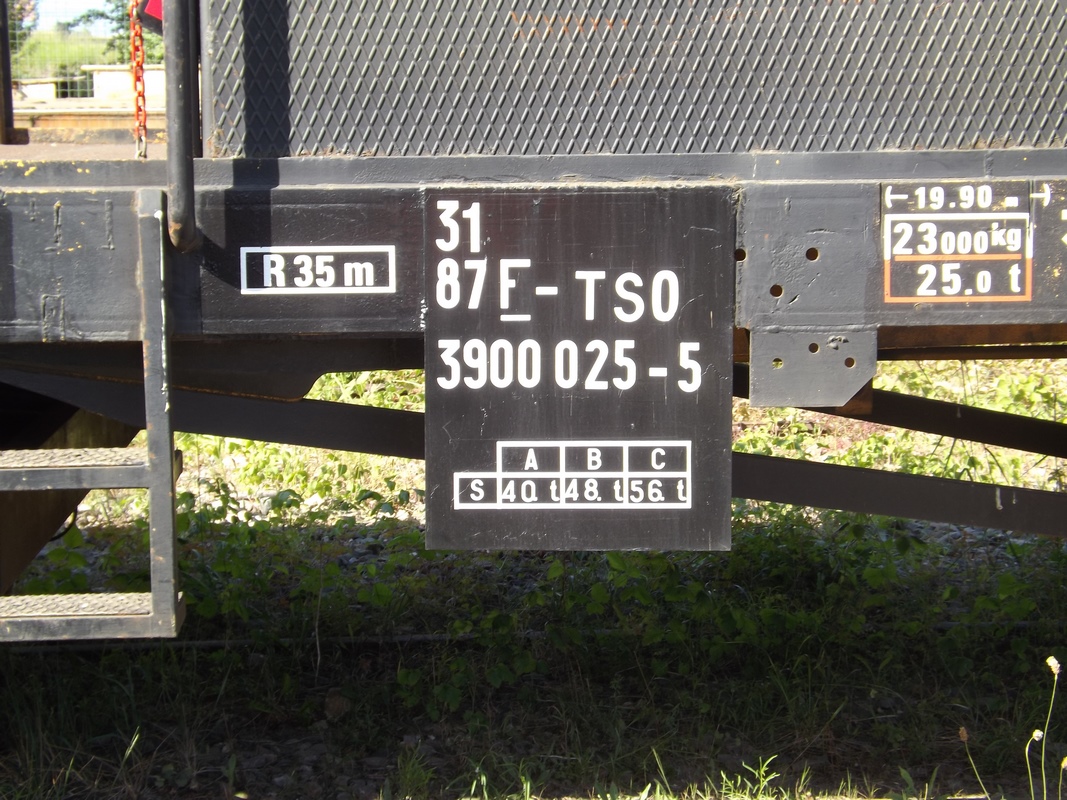 R 35 m
31
87 F - TSO
3900 025 - 5
A B C
S 40. t 48. t 56. t
19.90 m
23000 kg
25.0 t